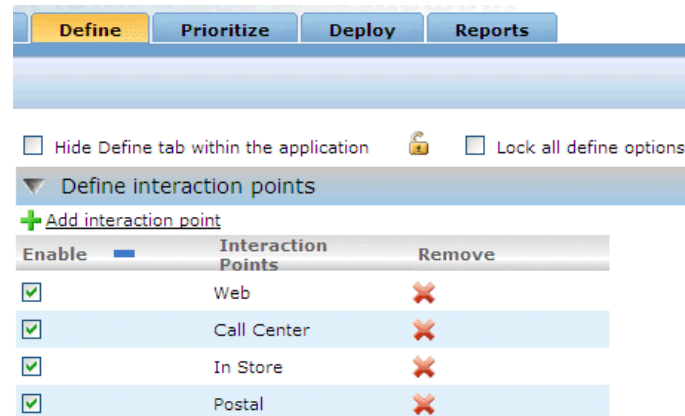 Define Prioritize Deploy Reports
Hide Define tab within the application Lock all define options
Define interaction points
Add interaction point
Enable Interaction Points Remove
Web
Call Center
In Store
Postal